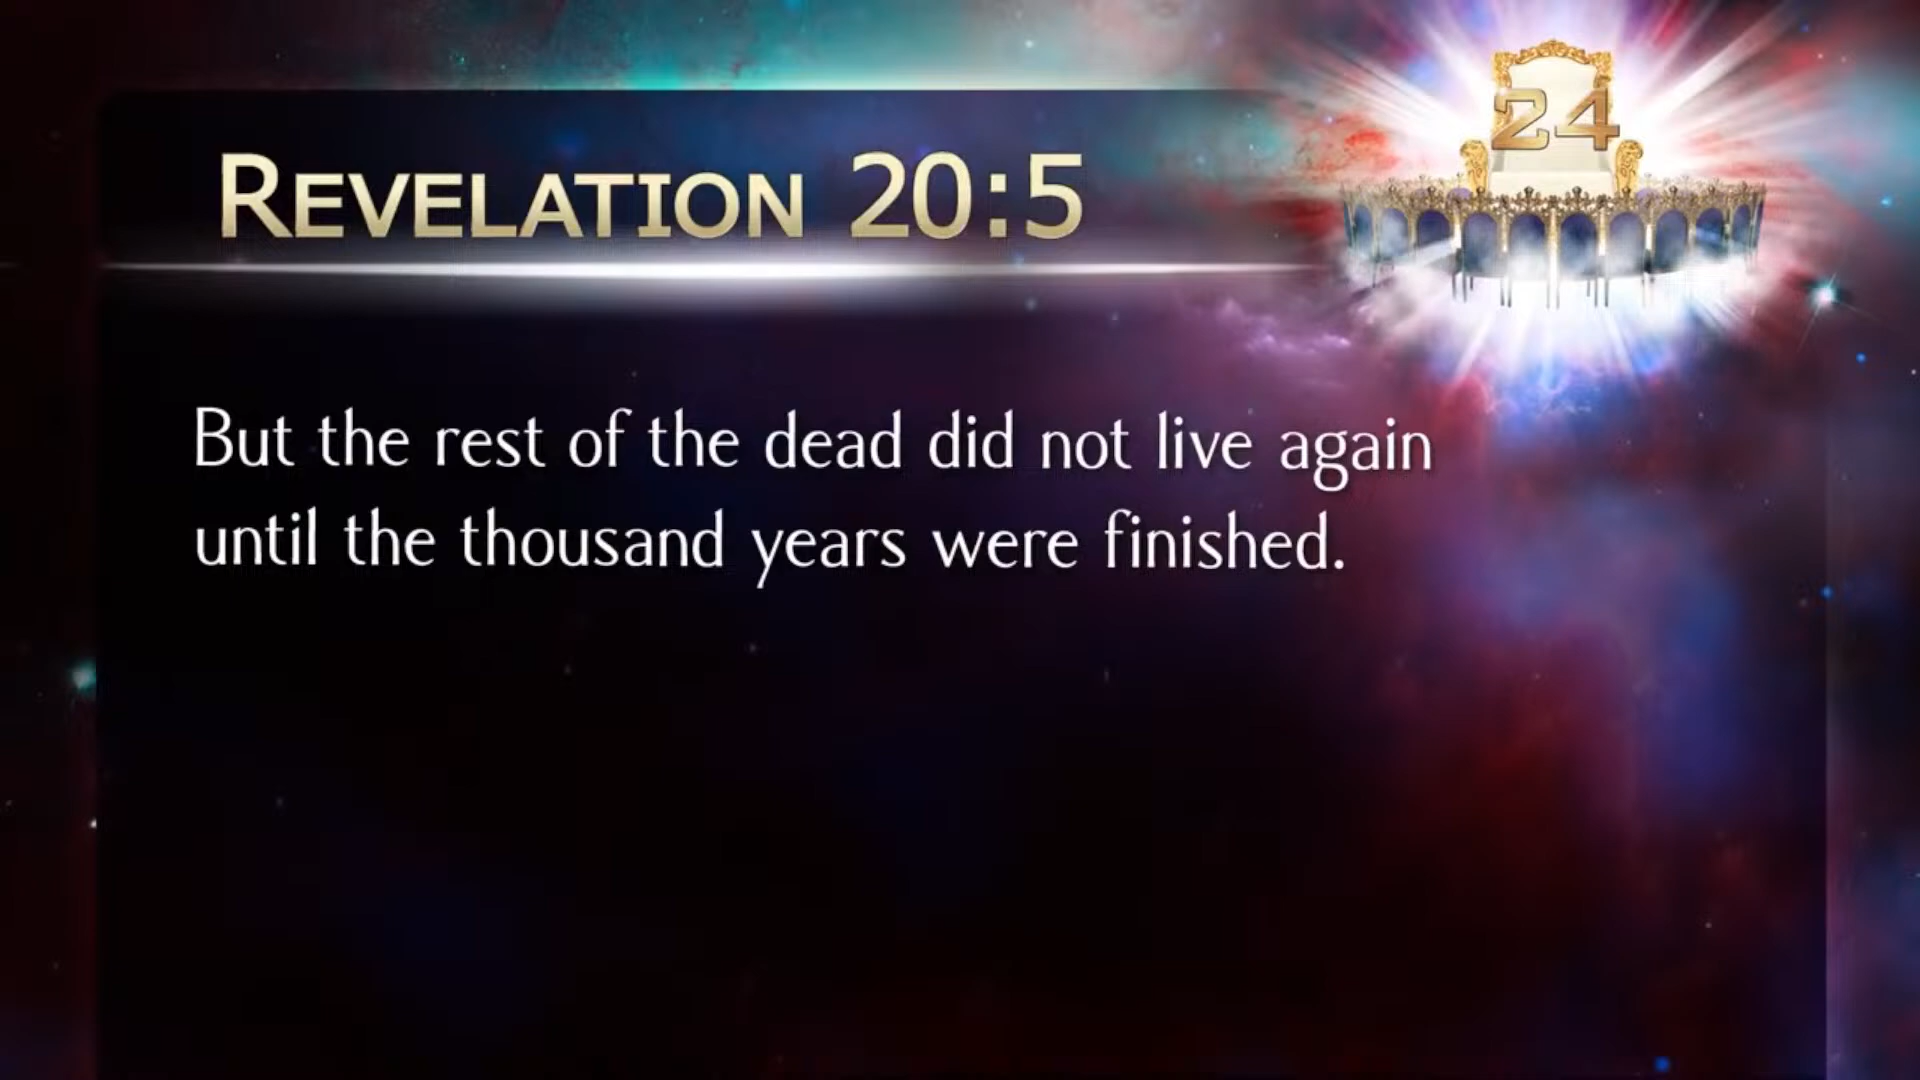 24
Revelation 20:5
But the rest of the dead did not live again
until the thousand years were finished.